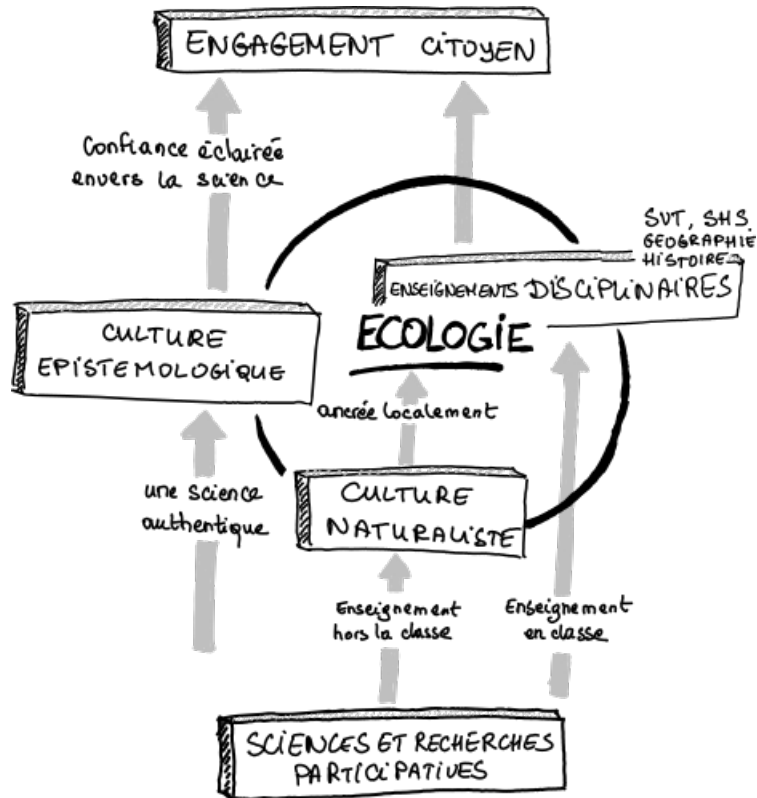 ENGAGEMENT CITOYEN
Confiance éclairée
envers la science
SVT, SHS,
GEOGRAPHIE
HISTOIRE
ENSEIGNEMENTS DISCIPLINAIRES
CULTURE
EPISTEMOLOGIQUE
ECOLOGIE
ancrée localement
une science
authentique
CULTURE
NATURALISTE
Enseignement
hors la classe
Enseignement
en classe
SCIENCES ET RECHERCHES
PARTICIPATIVES